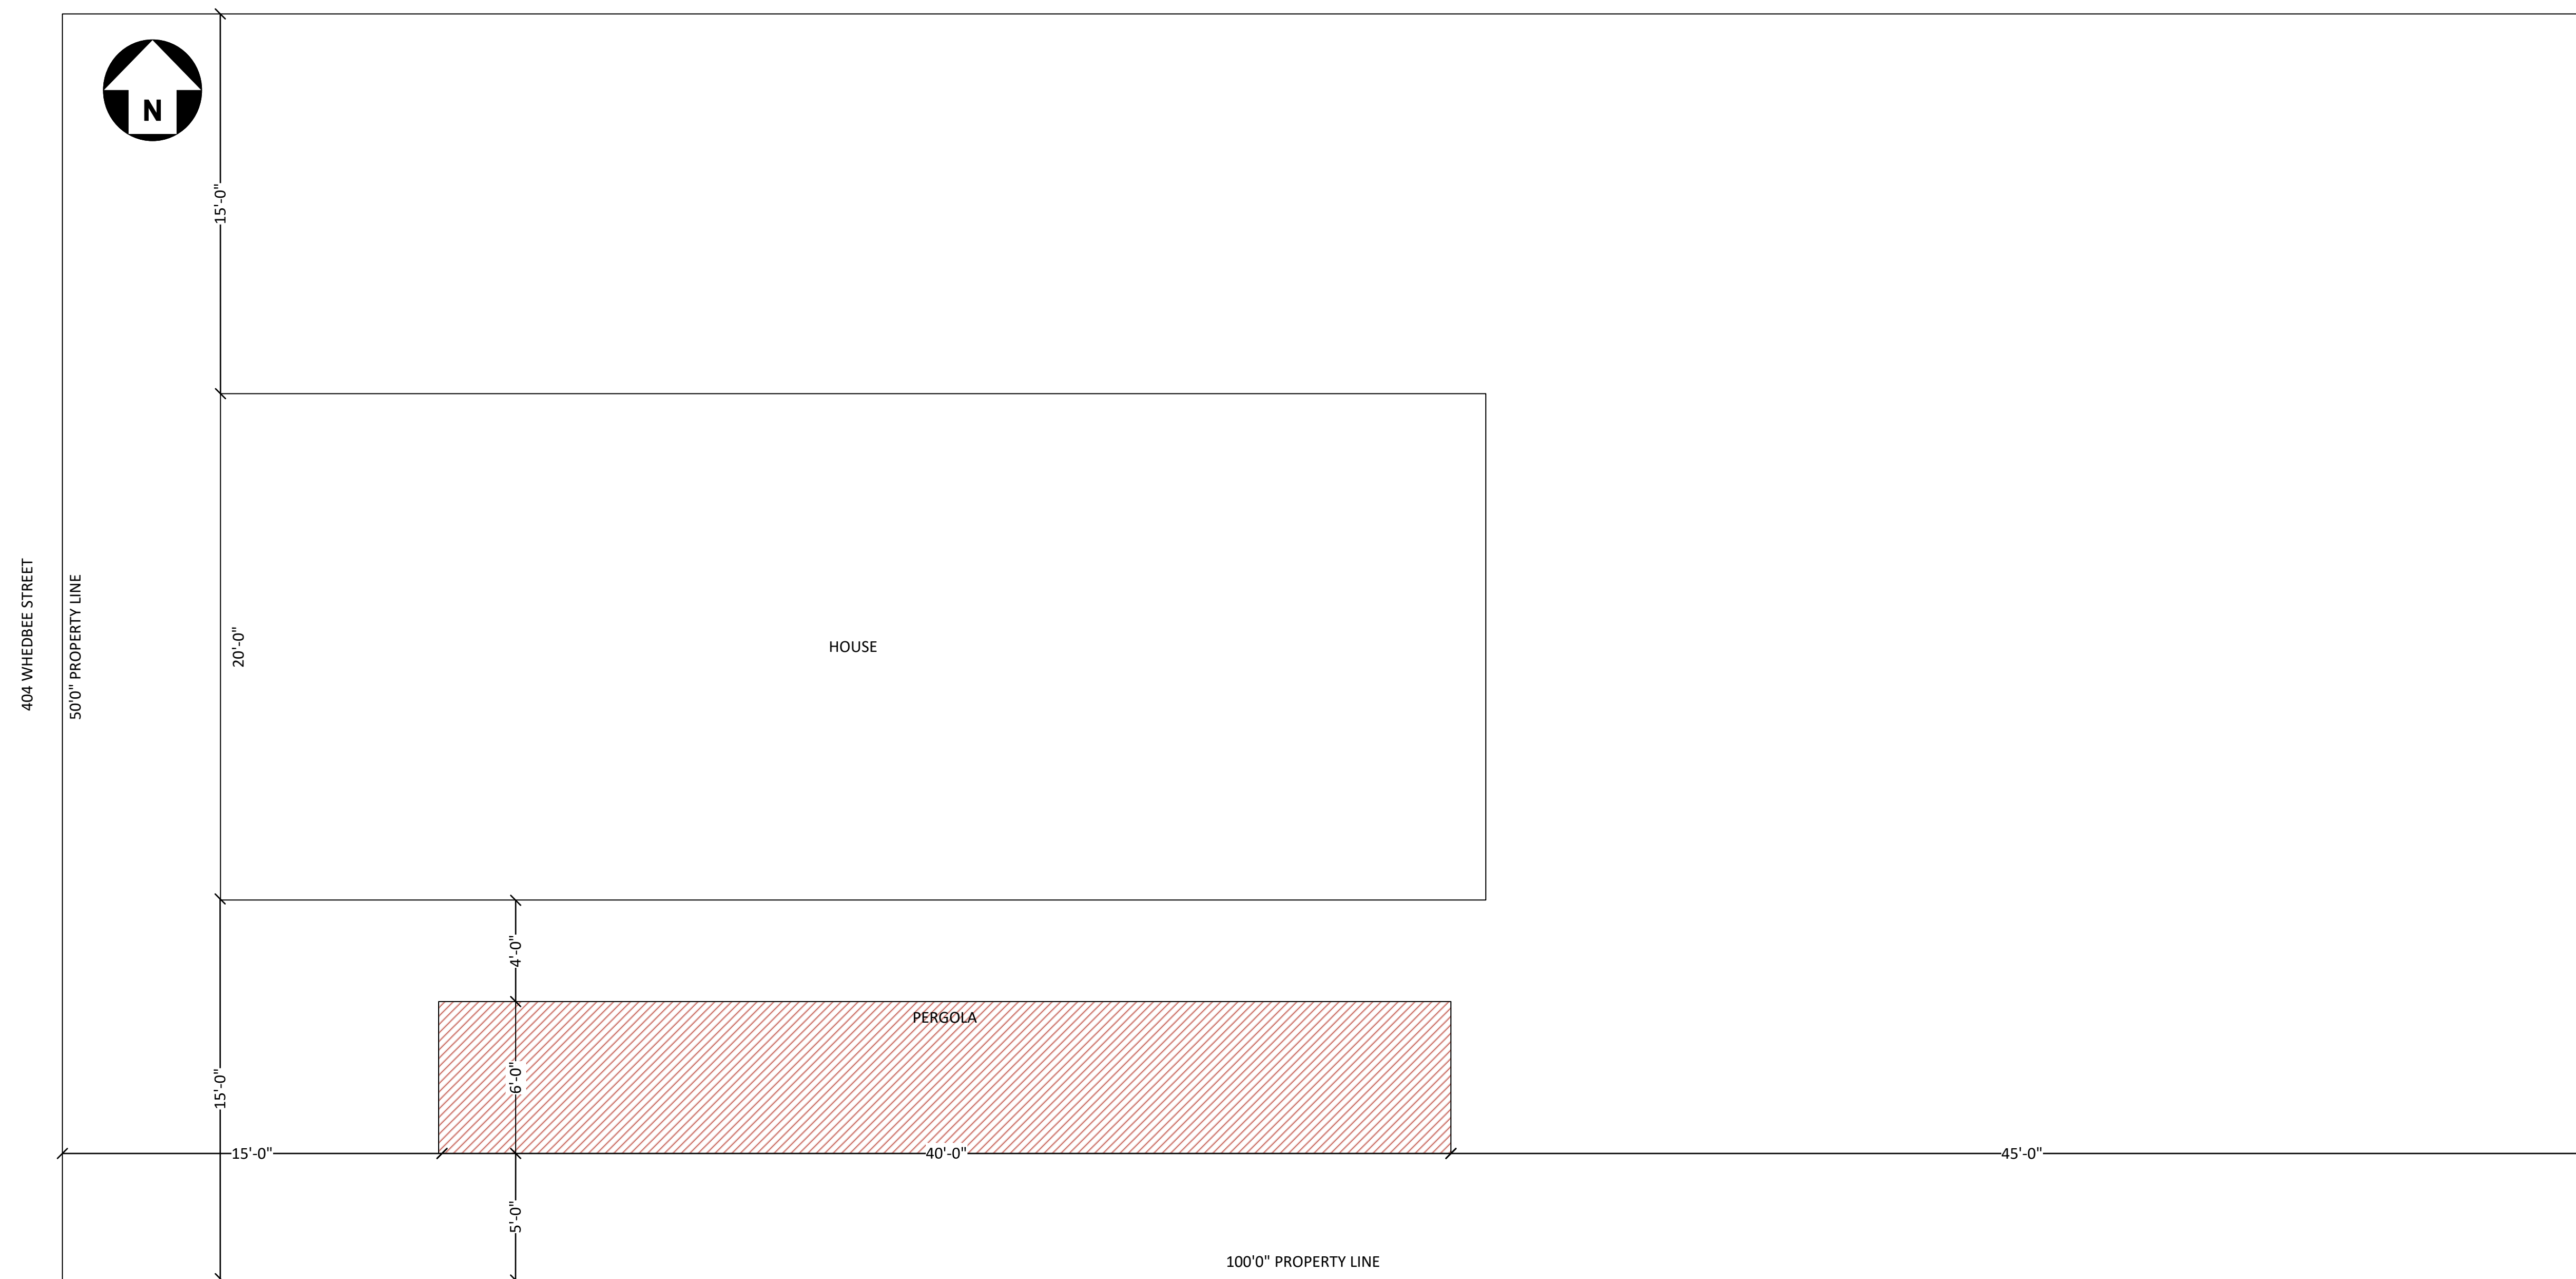 N
15'-0"
404 WHEDBEE STREET
50'0" PROPERTY LINE
20'-0"
HOUSE
4'-0"
PERGOLA
15'-0"
6'-0"
15'-0"
40'-0"
45'-0"
5'-0"
100'0" PROPERTY LINE